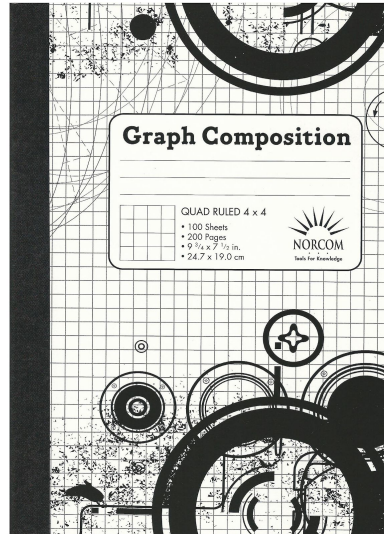 Graph Composition
QUAD RULED 4 x 4
• 100 Sheets
• 200 Pages
• 9 3/4 x 7 1/2 in.
• 24.7 x 19.0 cm
NORCOM
Tools For Knowledge